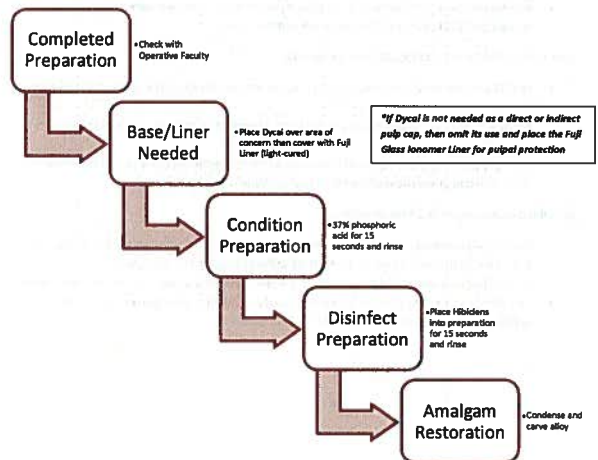 Completed
Preparation
•Check with
Operative Faculty
Base/Liner
Needed
•Place Dycal over area of
concern then cover with Fuji
Liner (light-cured)
*If Dycal is not needed as a direct or indirect
pulp cap, then omit its use and place the Fuji
Glass Ionomer Liner for pulpal protection
Condition
Preparation
•37% phosphoric
acid for 15
seconds and rinse
Disinfect
Preparation
•Place Hibiclens
into preparation
for 15 seconds
and rinse
Amalgam
Restoration
•Condense and
carve alloy